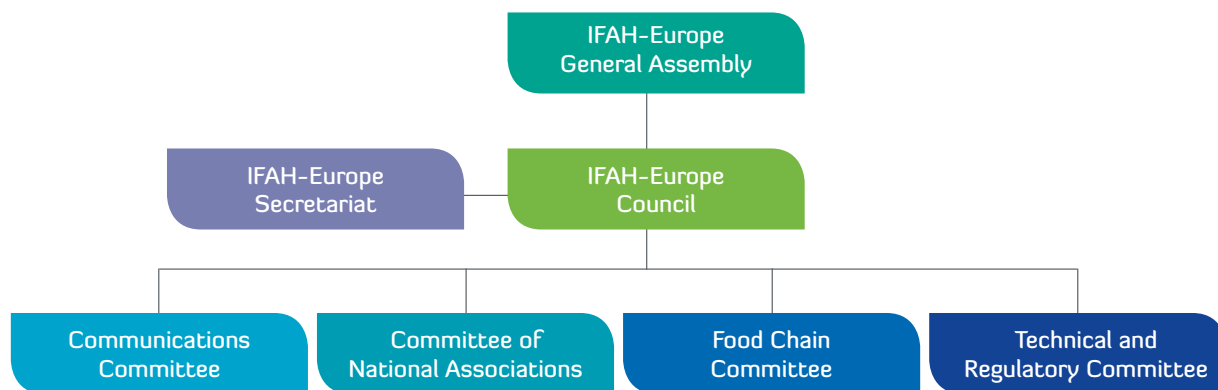 IFAH-Europe
General Assembly
IFAH-Europe
Secretariat
IFAH-Europe
Council
Communications
Committee
Committee of
National Associations
Food Chain
Committee
Technical and
Regulatory Committee